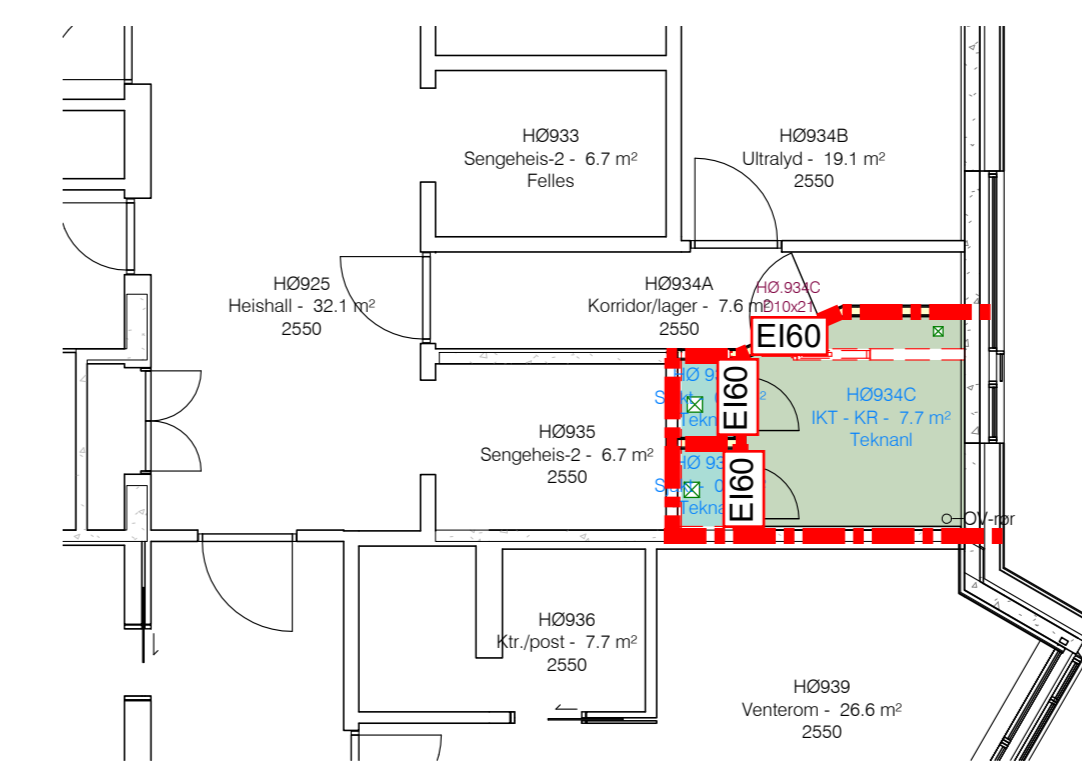 HØ933
Sengeheis-2 - 6.7 m²
Felles
HØ934B
Ultralyd - 19.1 m²
2550
HØ925
Heishall - 32.1 m²
2550
HØ934A
Korridor/lager - 7.6 m²
2550
HØ.934C
D10x21
EI60
EI60
EI60
HØ934C
IKT - KR - 7.7 m²
Teknanl
HØ
HØ
HØ935
Sengeheis-2 - 6.7 m²
2550
OV-rør
HØ936
Ktr./post - 7.7 m²
2550
HØ939
Venterom - 26.6 m²
2550